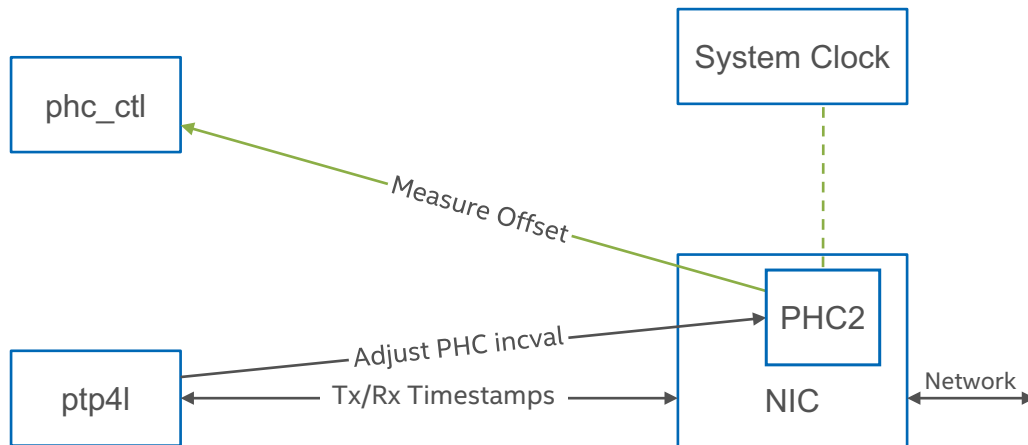 System Clock
phc_ctl
Measure Offset
PHC2
Adjust PHC incval
ptp4l
Tx/Rx Timestamps
NIC
Network